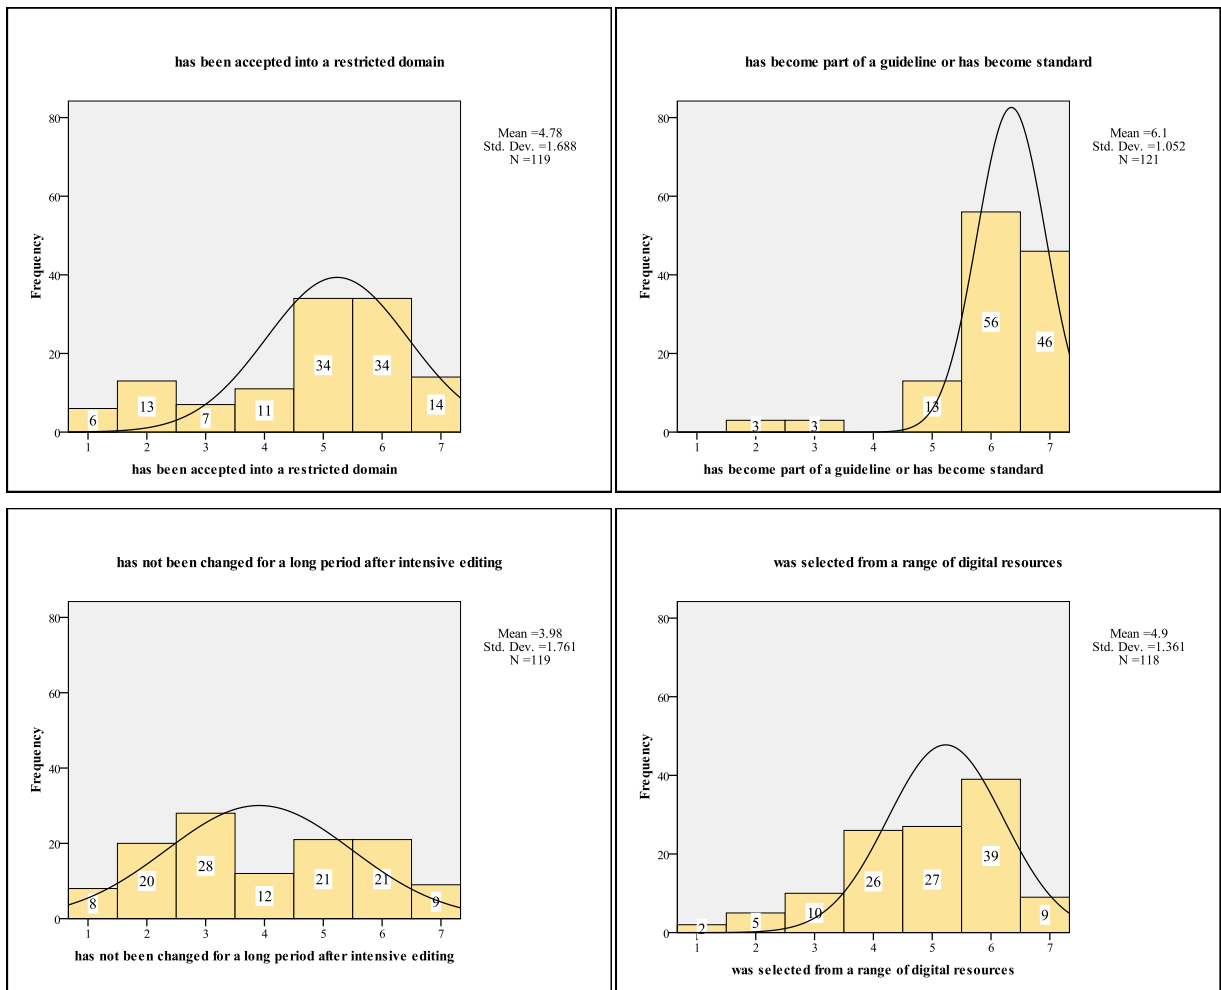 has been accepted into a restricted domain
Mean =4.78
Std. Dev. =1.688
N =119
Frequency
80
60
40
20
0
6
13
7
11
34
34
14
1 2 3 4 5 6 7
has been accepted into a restricted domain
has become part of a guideline or has become standard
Mean =6.1
Std. Dev. =1.052
N =121
Frequency
80
60
40
20
0
3
3
13
56
46
1 2 3 4 5 6 7
has become part of a guideline or has become standard
has not been changed for a long period after intensive editing
Mean =3.98
Std. Dev. =1.761
N =119
Frequency
80
60
40
20
0
8
20
28
12
21
21
9
1 2 3 4 5 6 7
has not been changed for a long period after intensive editing
was selected from a range of digital resources
Mean =4.9
Std. Dev. =1.361
N =118
Frequency
80
60
40
20
0
2
5
10
26
27
39
9
1 2 3 4 5 6 7
was selected from a range of digital resources